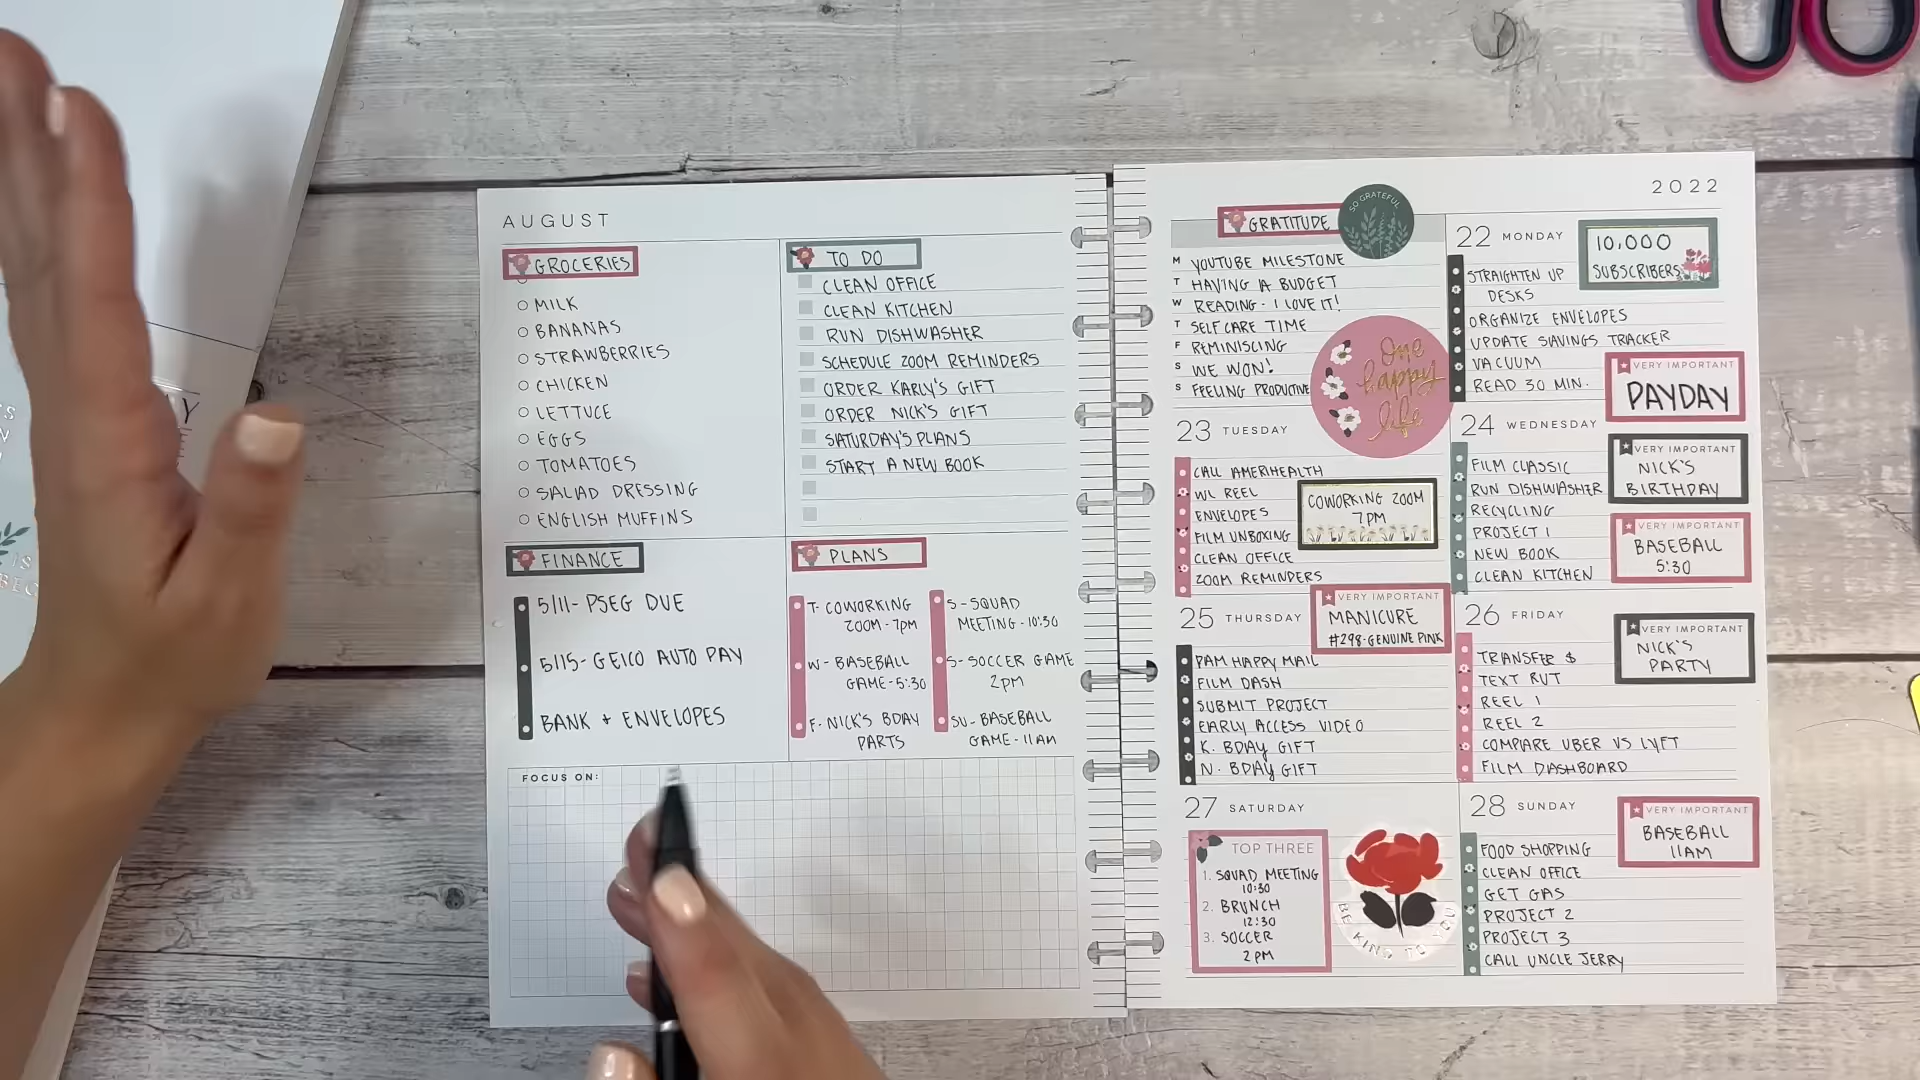 AUGUST
GROCERIES
MILK
BANANAS
STRAWBERRIES
CHICKEN
LETTUCE
EGGS
TOMATOES
SALAD DRESSING
ENGLISH MUFFINS
TO DO
CLEAN OFFICE
CLEAN KITCHEN
RUN DISHWASHER
SCHEDULE ZOOM REMINDERS
ORDER KARLY'S GIFT
ORDER NICK'S GIFT
SATURDAY'S PLANS
START A NEW BOOK
FINANCE
5/11- PSEG DUE
5/15- GEICO AUTO PAY
BANK + ENVELOPES
PLANS
T- COWORKING
ZOOM - 7PM
W- BASEBALL
GAME - 5:30
F- NICK'S BDAY
PARTS
S - SQUAD
MEETING - 10:30
S- SOCCER GAME
2PM
SU- BASEBALL
GAME - 11AM
FOCUS ON:
2022
GRATITUDE
SO GRATEFUL
M YOUTUBE MILESTONE
T HAVING A BUDGET
W READING - I LOVE IT!
T SELF CARE TIME
F REMINISCING
S WE WON!
S FEELING PRODUCTIVE
One
happy
life
22 MONDAY
10,000
SUBSCRIBERS
STRAIGHTEN UP
DESKS
ORGANIZE ENVELOPES
UPDATE SAVINGS TRACKER
VACUUM
READ 30 MIN.
VERY IMPORTANT
PAYDAY
23 TUESDAY
CALL AMERIHEALTH
WL REEL
ENVELOPES
FILM UNBOXING
CLEAN OFFICE
ZOOM REMINDERS
COWORKING ZOOM
7PM
24 WEDNESDAY
FILM CLASSIC
RUN DISHWASHER
RECYCLING
PROJECT 1
NEW BOOK
CLEAN KITCHEN
VERY IMPORTANT
NICK'S
BIRTHDAY
VERY IMPORTANT
BASEBALL
5:30
25 THURSDAY
VERY IMPORTANT
MANICURE
#298-GENUINE PINK
PAM HAPPY MAIL
FILM DASH
SUBMIT PROJECT
EARLY ACCESS VIDEO
K. BDAY GIFT
N. BDAY GIFT
26 FRIDAY
TRANSFER $
TEXT RUT
REEL 1
REEL 2
COMPARE UBER VS LYFT
FILM DASHBOARD
VERY IMPORTANT
NICK'S
PARTY
27 SATURDAY
TOP THREE
1. SQUAD MEETING
10:30
2. BRUNCH
12:30
3. SOCCER
2PM
BE KIND TO YOU
28 SUNDAY
FOOD SHOPPING
CLEAN OFFICE
GET GAS
PROJECT 2
PROJECT 3
CALL UNCLE JERRY
VERY IMPORTANT
BASEBALL
11AM